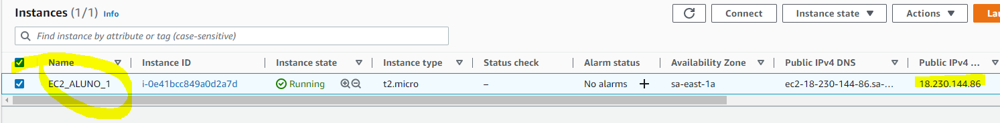 Instances (1/1) Info
Connect Instance state Actions Lau
Find instance by attribute or tag (case-sensitive)
Name Instance ID Instance state Instance type Status check Alarm status Availability Zone Public IPv4 DNS Public IPv4 ...
EC2_ALUNO_1 i-0e41bcc849a0d2a7d Running t2.micro – No alarms + sa-east-1a ec2-18-230-144-86.sa-... 18.230.144.86